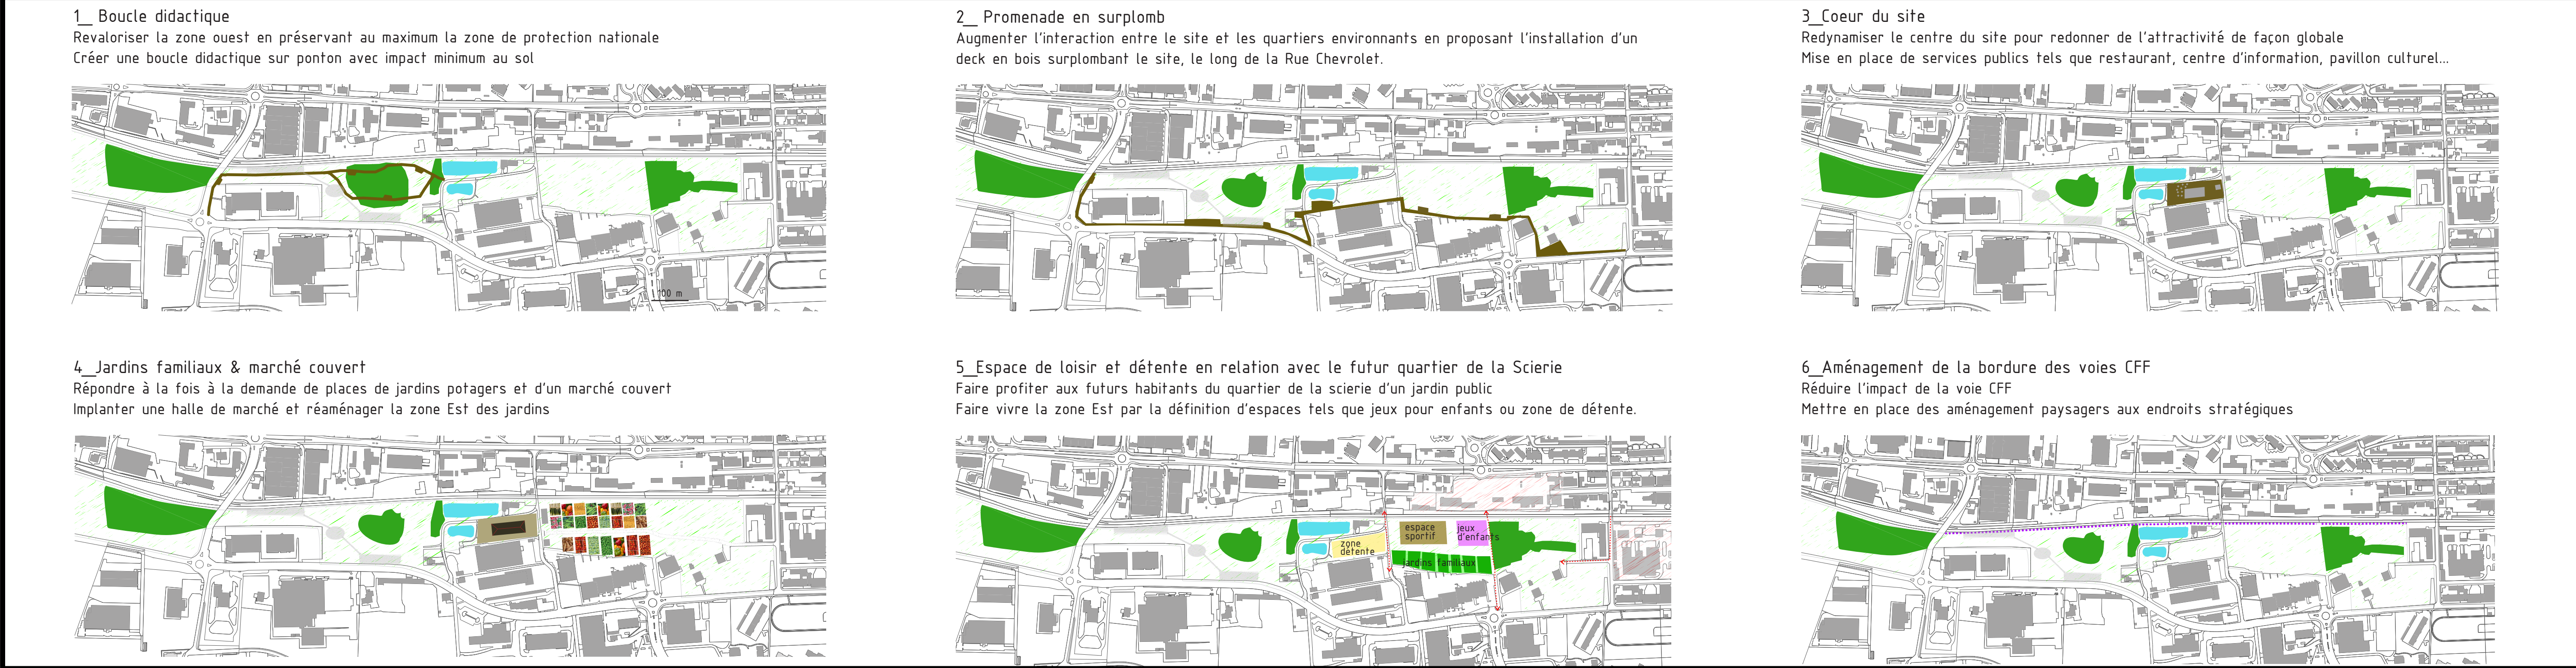 1__ Boucle didactique
Revaloriser la zone ouest en préservant au maximum la zone de protection nationale
Créer une boucle didactique sur ponton avec impact minimum au sol
100 m
2__ Promenade en surplomb
Augmenter l'interaction entre le site et les quartiers environnants en proposant l'installation d'un
deck en bois surplombant le site, le long de la Rue Chevrolet.
3__Coeur du site
Redynamiser le centre du site pour redonner de l'attractivité de façon globale
Mise en place de services publics tels que restaurant, centre d'information, pavillon culturel...
4__Jardins familiaux & marché couvert
Répondre à la fois à la demande de places de jardins potagers et d'un marché couvert
Implanter une halle de marché et réaménager la zone Est des jardins
5__Espace de loisir et détente en relation avec le futur quartier de la Scierie
Faire profiter aux futurs habitants du quartier de la scierie d'un jardin public
Faire vivre la zone Est par la définition d'espaces tels que jeux pour enfants ou zone de détente.
espace
sportif
jeux
d'enfants
zone
détente
jardins familiaux
6__Aménagement de la bordure des voies CFF
Réduire l'impact de la voie CFF
Mettre en place des aménagement paysagers aux endroits stratégiques